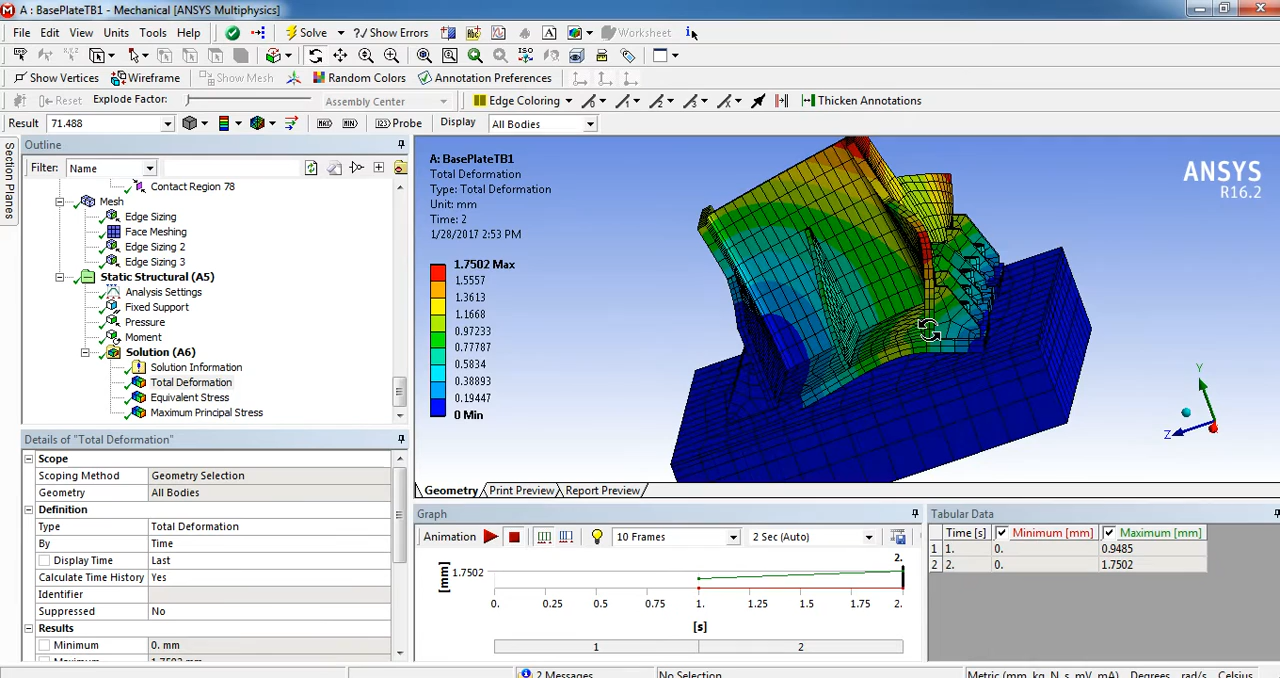 A : BasePlateTB1 - Mechanical [ANSYS Multiphysics]
File Edit View Units Tools Help Solve ?/ Show Errors Worksheet
Show Vertices Wireframe Show Mesh Random Colors Annotation Preferences
Reset Explode Factor: Assembly Center Edge Coloring Thicken Annotations
Result 71.488 MAX MIN 123 Probe Display All Bodies
Section Planes
Outline
Filter: Name
Contact Region 78
Mesh
Edge Sizing
Face Meshing
Edge Sizing 2
Edge Sizing 3
Static Structural (A5)
Analysis Settings
Fixed Support
Pressure
Moment
Solution (A6)
Solution Information
Total Deformation
Equivalent Stress
Maximum Principal Stress
Details of "Total Deformation"
Scope
Scoping Method Geometry Selection
Geometry All Bodies
Definition
Type Total Deformation
By Time
Display Time Last
Calculate Time History Yes
Identifier
Suppressed No
Results
Minimum 0. mm
Maximum 1.7502 mm
A: BasePlateTB1
Total Deformation
Type: Total Deformation
Unit: mm
Time: 2
1/28/2017 2:53 PM
1.7502 Max
1.5557
1.3613
1.1668
0.97233
0.77787
0.5834
0.38893
0.19447
0 Min
ANSYS
R16.2
Y
Z
Geometry Print Preview Report Preview
Graph
Animation 10 Frames 2 Sec (Auto)
2.
1.7502
[mm]
0. 0.25 0.5 0.75 1. 1.25 1.5 1.75 2.
[s]
1 2
Tabular Data
Time [s] Minimum [mm] Maximum [mm]
1 1. 0. 0.9485
2 2. 0. 1.7502
2 Messages No Selection Metric (mm, kg, N, s, mV, mA) Degrees rad/s Celsius